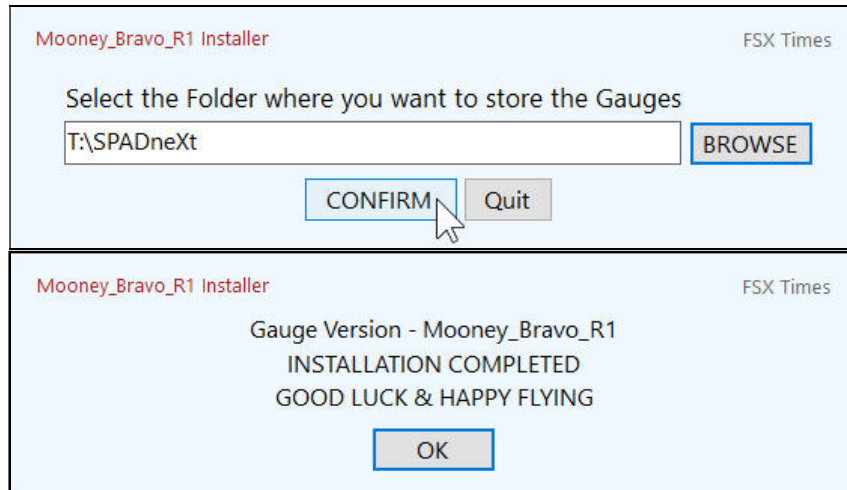 Mooney_Bravo_R1 Installer FSX Times
Select the Folder where you want to store the Gauges
T:\SPADneXt BROWSE
CONFIRM Quit
Mooney_Bravo_R1 Installer FSX Times
Gauge Version - Mooney_Bravo_R1
INSTALLATION COMPLETED
GOOD LUCK & HAPPY FLYING
OK